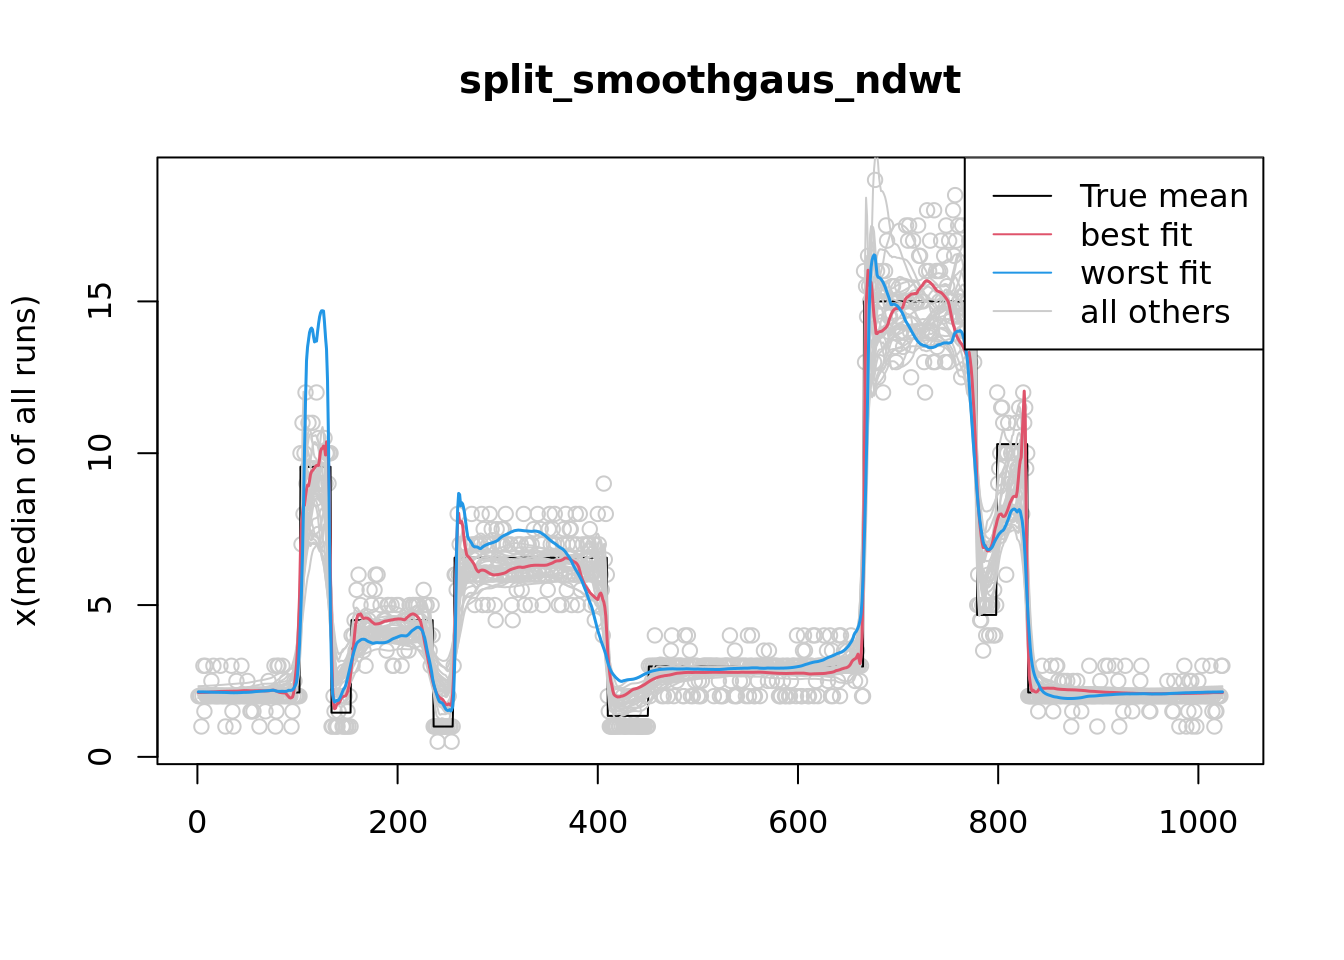 split_smoothgaus_ndwt
True mean
best fit
worst fit
all others
x(median of all runs)
15
10
5
0
0 200 400 600 800 1000